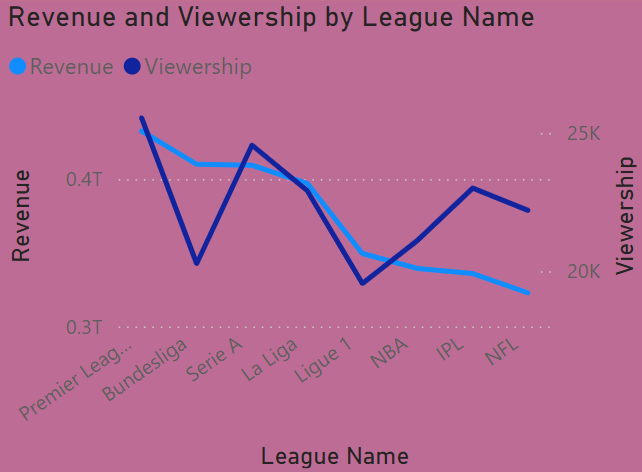 Revenue and Viewership by League Name
Revenue Viewership
25K
0.4T
20K
0.3T
Revenue
Viewership
Premier Leag...
Bundesliga
Serie A
La Liga
Ligue 1
NBA
IPL
NFL
League Name